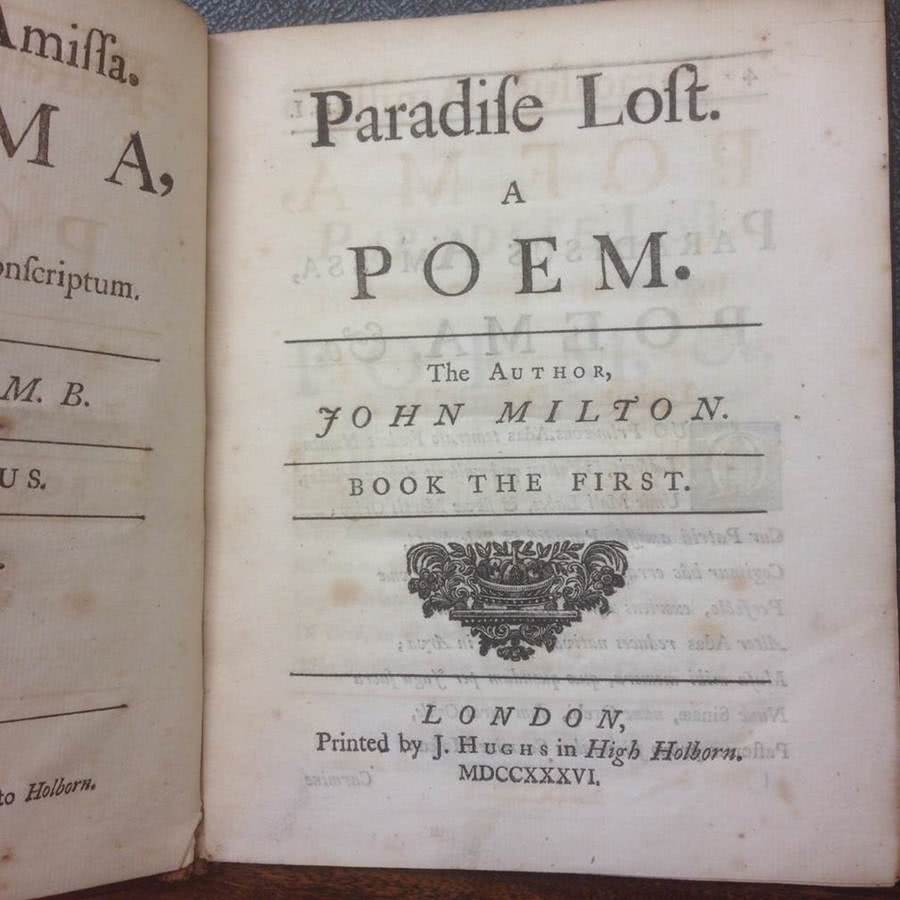 Amiſſa.
M A,
onſcriptum.
M. B.
US.
to Holborn.
Paradiſe Loſt.
A
POEM.
The AUTHOR,
JOHN MILTON.
BOOK THE FIRST.
LONDON,
Printed by J. HUGHS in High Holborn.
MDCCXXXVI.